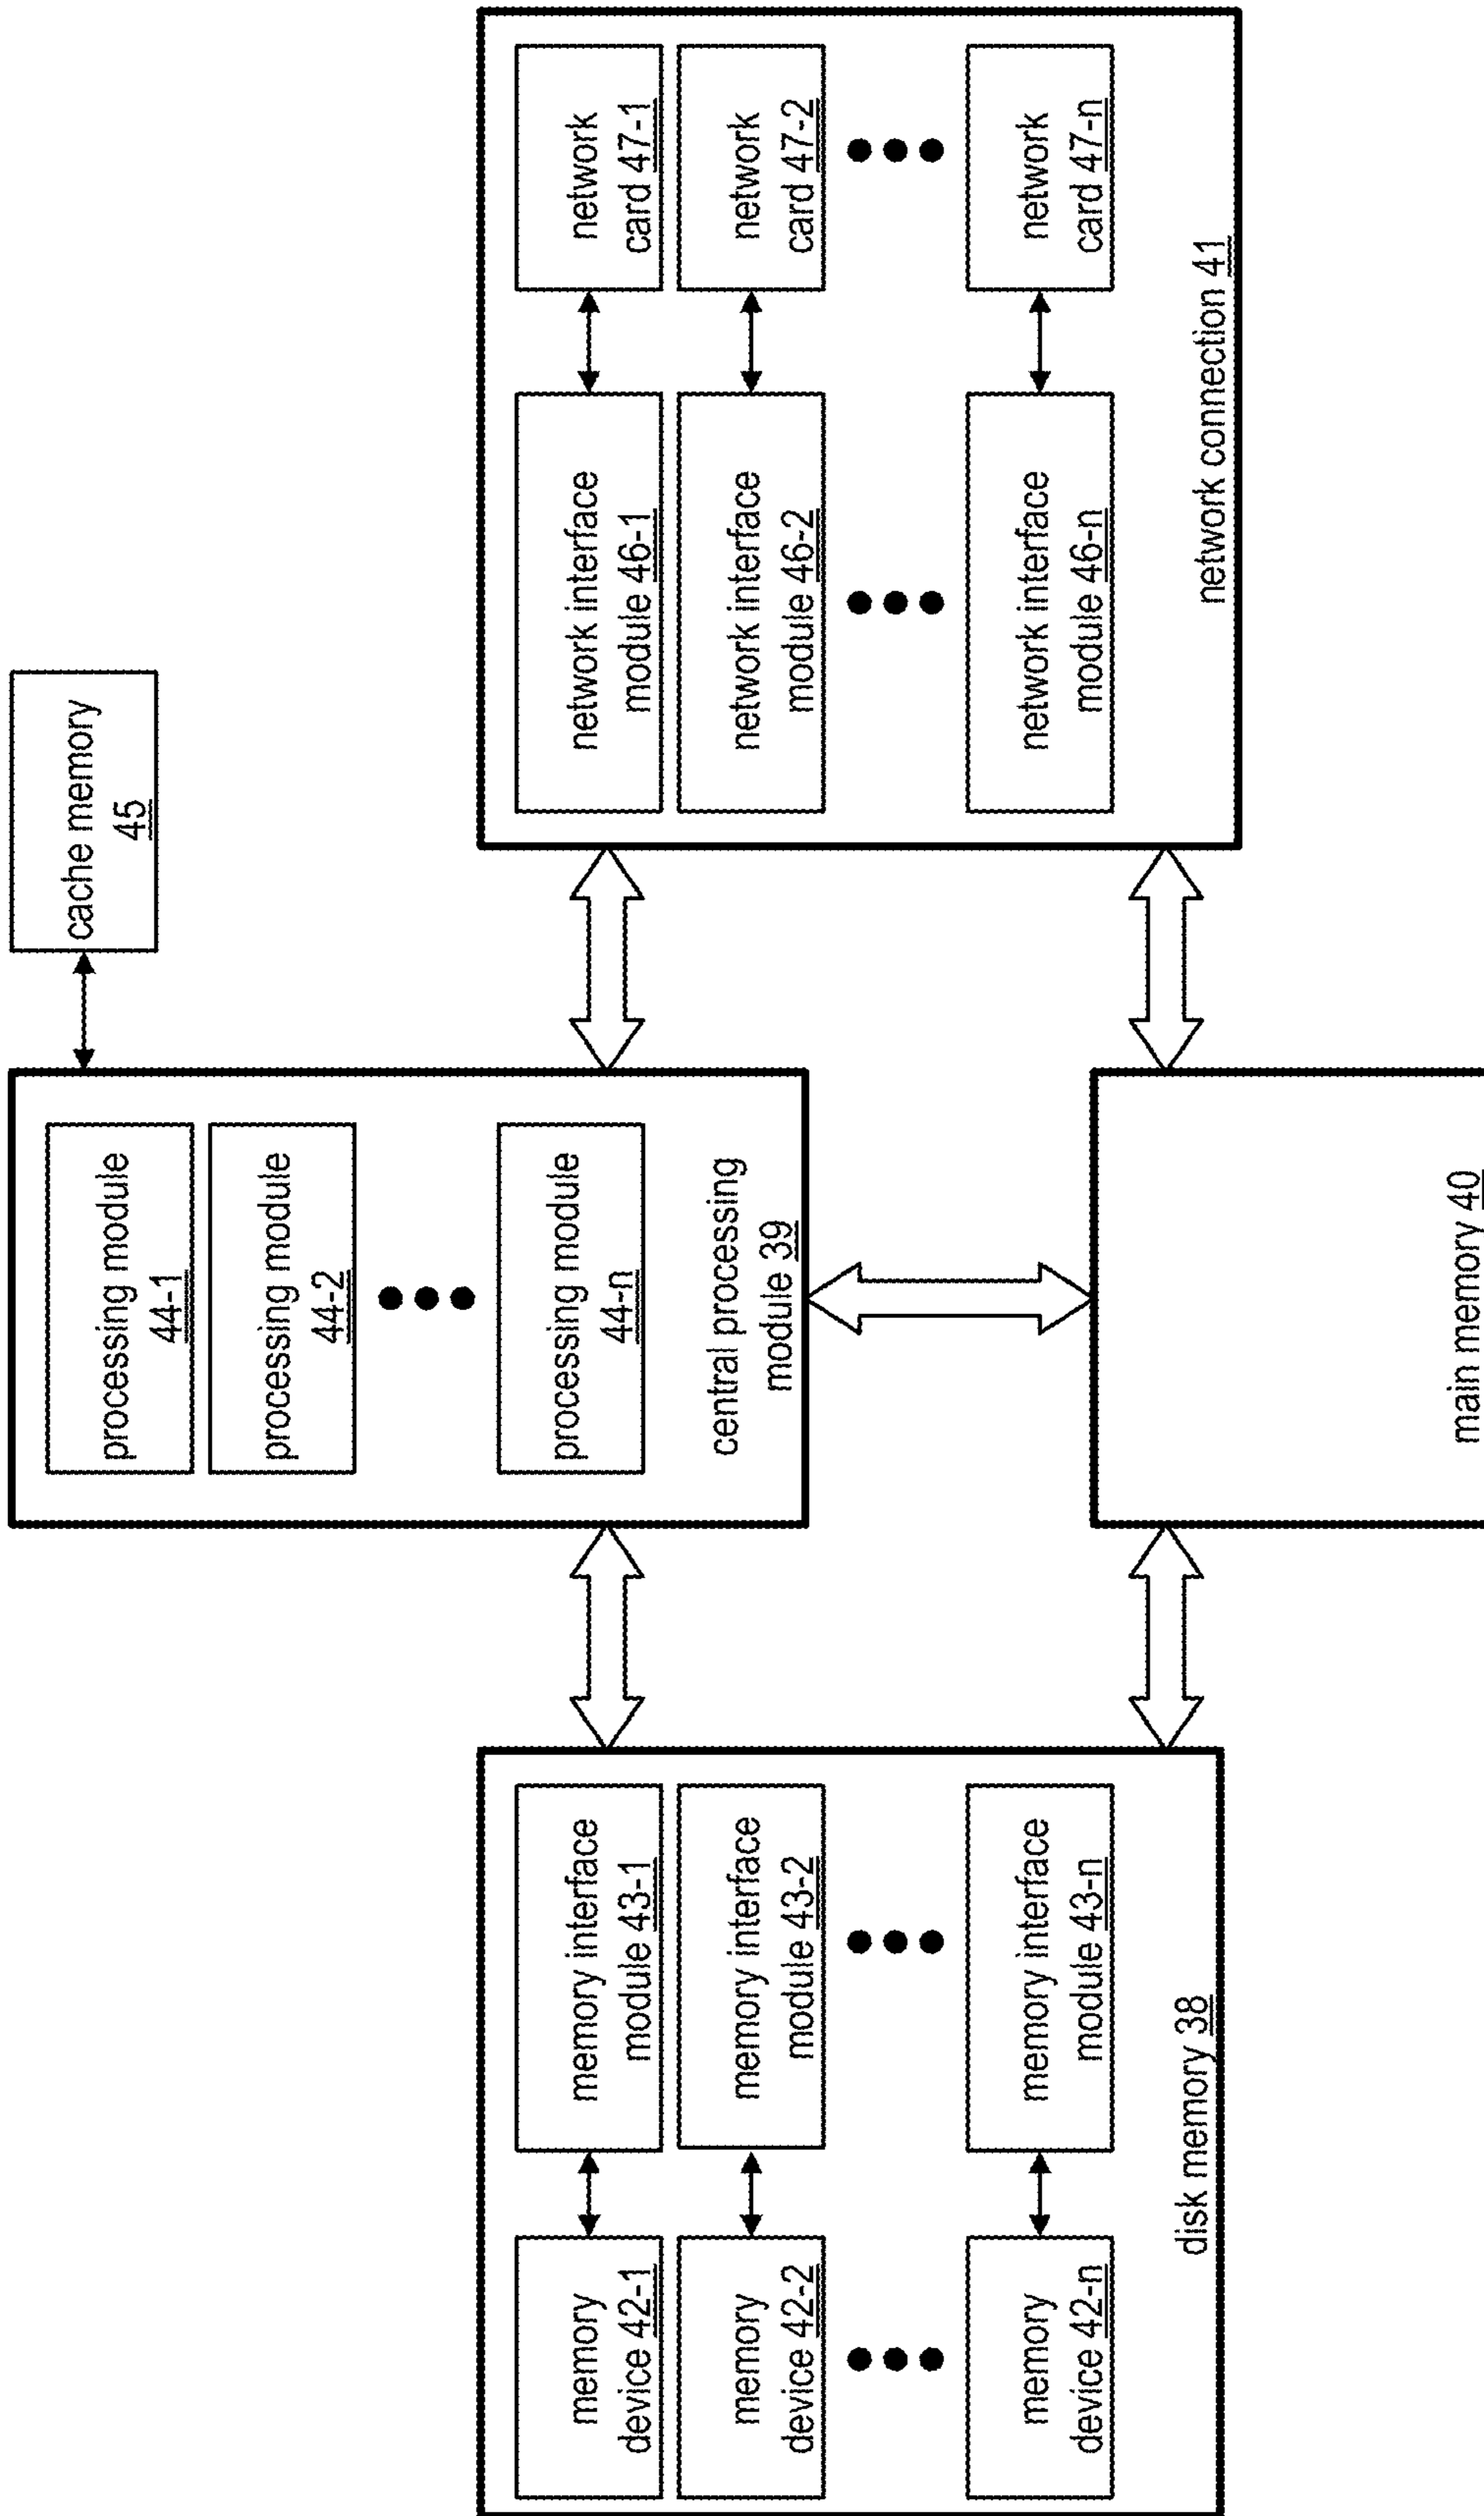 cache memory
45
processing module
44-1
processing module
44-2
processing module
44-n
central processing
module 39
memory
device 42-1
memory interface
module 43-1
memory
device 42-2
memory interface
module 43-2
memory
device 42-n
memory interface
module 43-n
disk memory 38
main memory 40
network interface
module 46-1
network
card 47-1
network interface
module 46-2
network
card 47-2
network interface
module 46-n
network
card 47-n
network connection 41